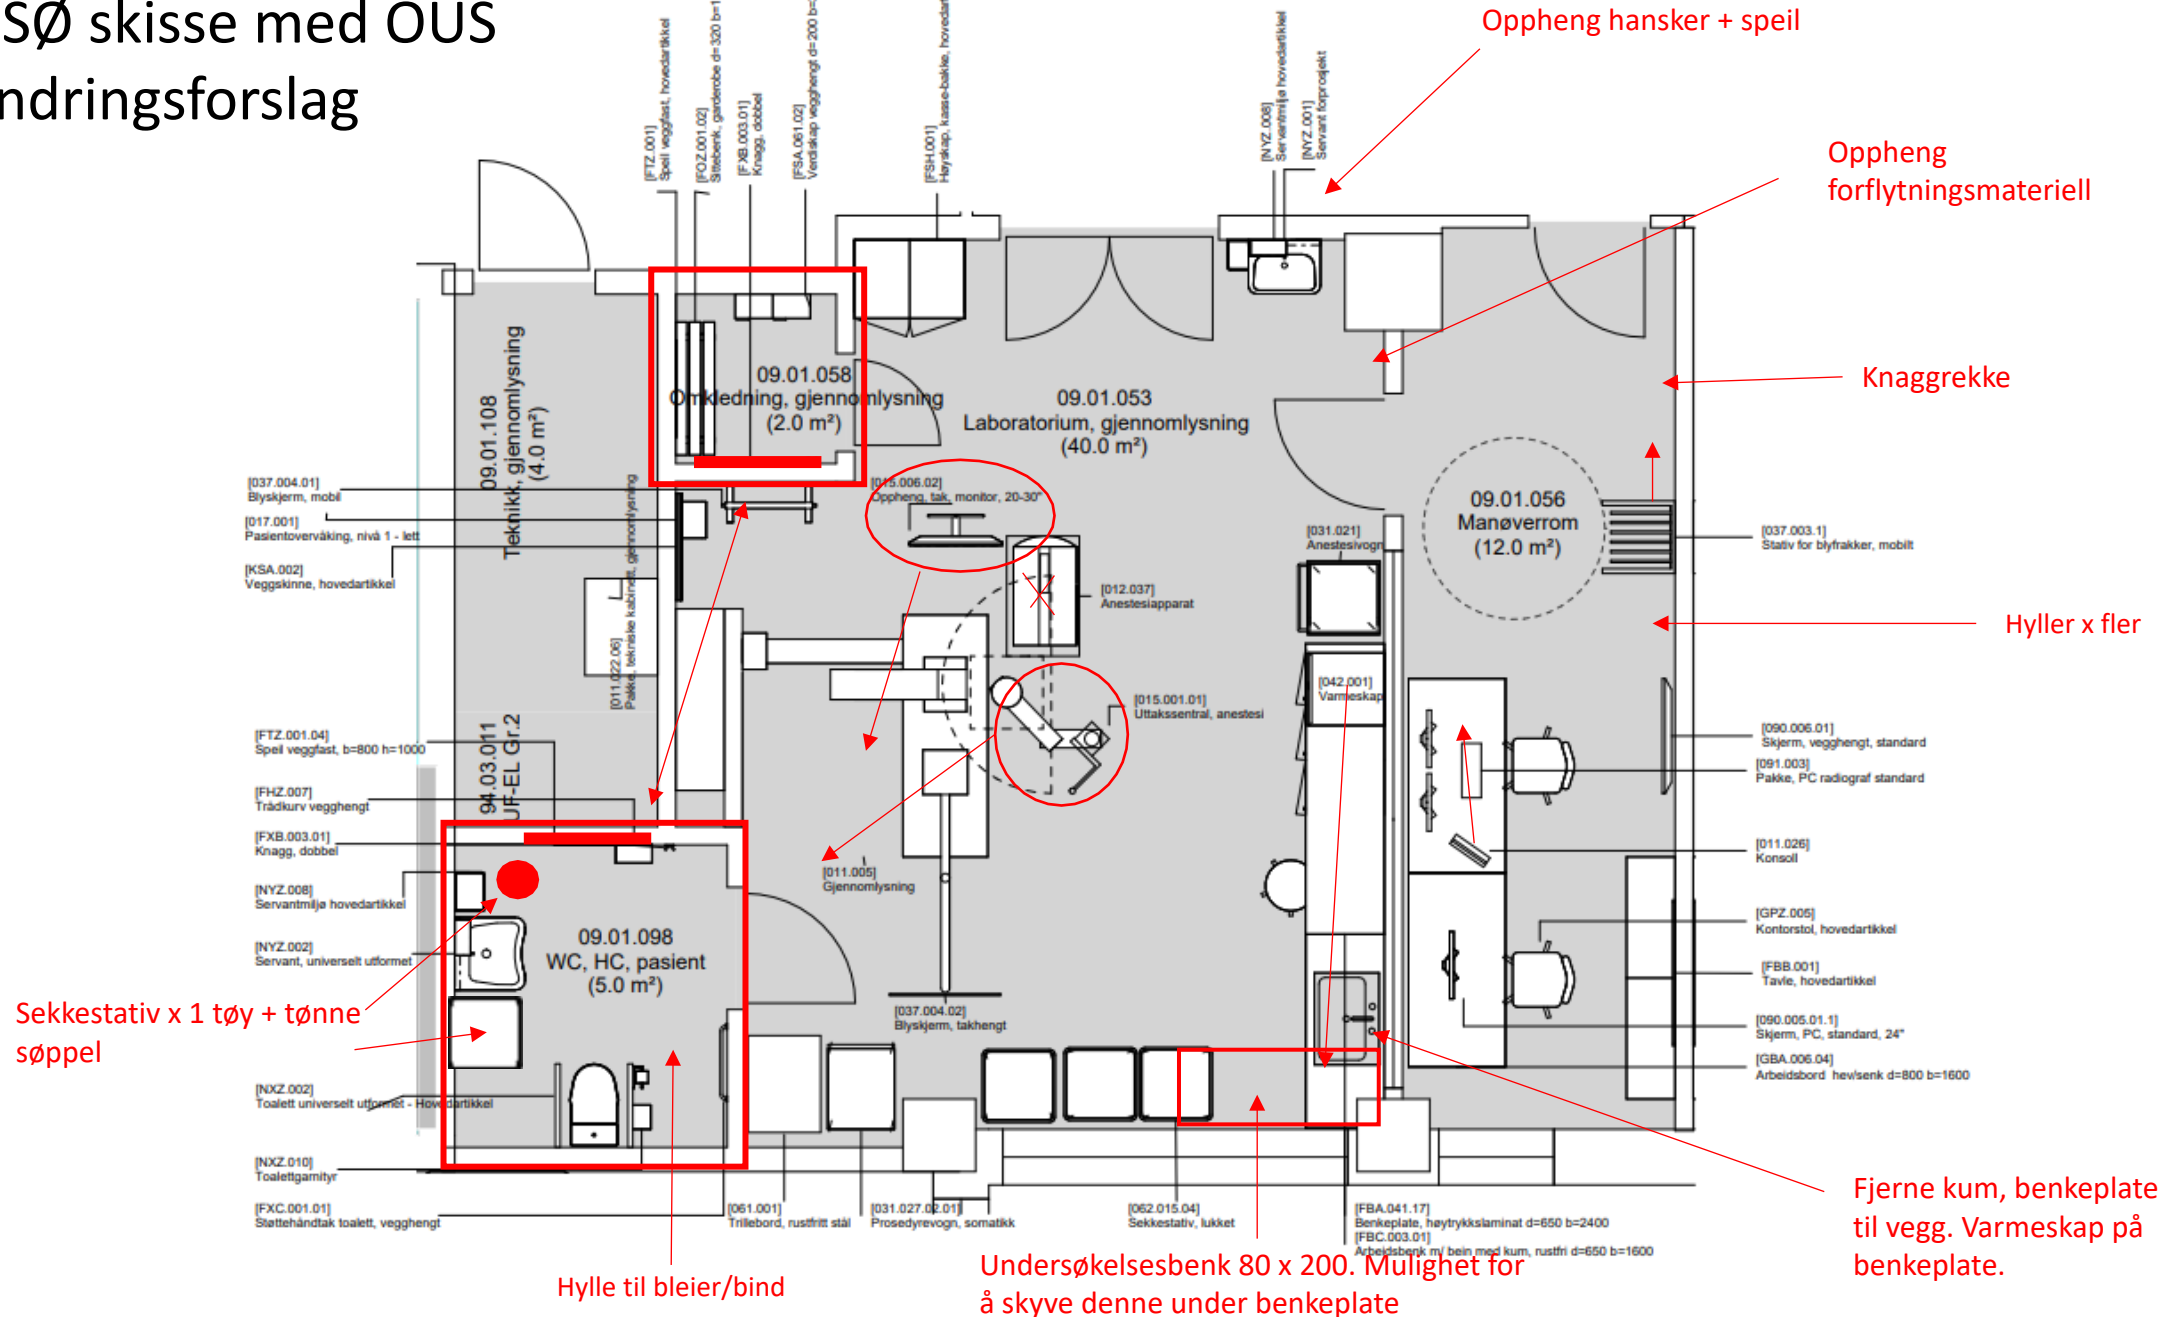 SØ skisse med OUS
ndringsforslag
Oppheng hansker + speil
Oppheng
forflytningsmateriell
Knaggrekke
Hyller x fler
[FTZ.001]
Speil veggfast, hovedartikkel
[FOZ.001.02]
Sittebenk, garderobe d=320 b=1
[FXB.003.01]
Knagg, dobbel
[FSA.061.02]
Verdiskap vegghengt d=200 b=
[FSH.001]
Høyskap, kasse-bakke, hovedart
[NYZ.008]
Servantmiljø hovedartikkel
[NYZ.001]
Servant forprosjekt
09.01.108
Teknikk, gjennomlysning
(4.0 m²)
09.01.058
Omkledning, gjennomlysning
(2.0 m²)
09.01.053
Laboratorium, gjennomlysning
(40.0 m²)
09.01.056
Manøverrom
(12.0 m²)
[037.004.01]
Blyskjerm, mobil
[017.001]
Pasientovervåking, nivå 1 - lett
[KSA.002]
Veggskinne, hovedartikkel
[015.006.02]
Oppheng, tak, monitor, 20-30"
[031.021]
Anestesivogn
[037.003.1]
Stativ for blyfrakker, mobilt
[012.037]
Anestesiapparat
[011.022.06]
Pakke, tekniske kabinett, gjennomlysning
[042.001]
Varmeskap
[015.001.01]
Uttakssentral, anestesi
94.03.011
UF-EL Gr.2
[FTZ.001.04]
Speil veggfast, b=800 h=1000
[FHZ.007]
Trådkurv vegghengt
[FXB.003.01]
Knagg, dobbel
[NYZ.008]
Servantmiljø hovedartikkel
[NYZ.002]
Servant, universelt utformet
[090.006.01]
Skjerm, vegghengt, standard
[091.003]
Pakke, PC radiograf standard
[011.026]
Konsoll
[GPZ.005]
Kontorstol, hovedartikkel
[FBB.001]
Tavle, hovedartikkel
[090.005.01.1]
Skjerm, PC, standard, 24"
[GBA.006.04]
Arbeidsbord hev/senk d=800 b=1600
[011.005]
Gjennomlysning
09.01.098
WC, HC, pasient
(5.0 m²)
[037.004.02]
Blyskjerm, takhengt
Sekkestativ x 1 tøy + tønne
søppel
[NXZ.002]
Toalett universelt utformet - Hovedartikkel
[NXZ.010]
Toalettgarnityr
[FXC.001.01]
Støttehåndtak toalett, vegghengt
[061.001]
Trillebord, rustfritt stål
[031.027.02.01]
Prosedyrevogn, somatikk
[062.015.04]
Sekkestativ, lukket
[FBA.041.17]
Benkeplate, høytrykkslaminat d=650 b=2400
[FBC.003.01]
Arbeidsbenk m/ bein med kum, rustfri d=650 b=1600
Fjerne kum, benkeplate
til vegg. Varmeskap på
benkeplate.
Hylle til bleier/bind
Undersøkelsesbenk 80 x 200. Mulighet for
å skyve denne under benkeplate